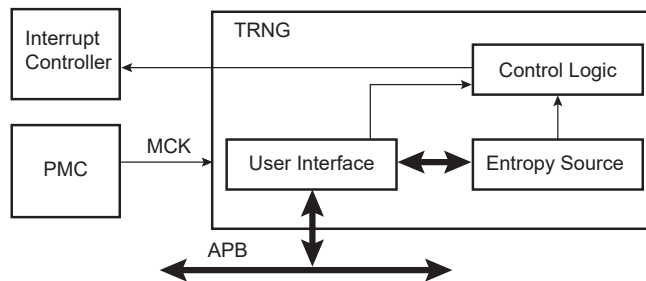 Interrupt
Controller
TRNG
Control Logic
PMC
MCK
User Interface
Entropy Source
APB